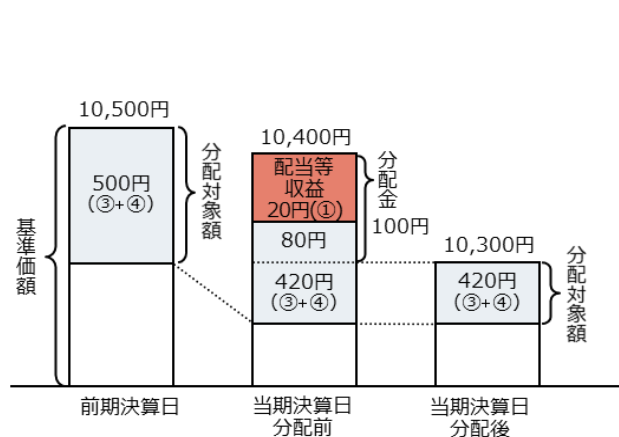 10,500円
500円
(③+④)
分配対象額
基準価額
前期決算日
10,400円
配当等
収益
20円(①)
80円
420円
(③+④)
分配金
100円
当期決算日
分配前
10,300円
420円
(③+④)
分配対象額
当期決算日
分配後